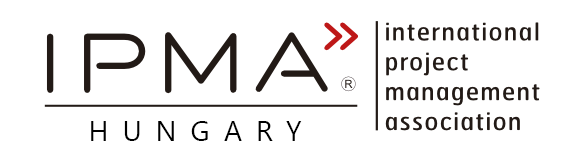 IPMA®
HUNGARY
international
project
management
association